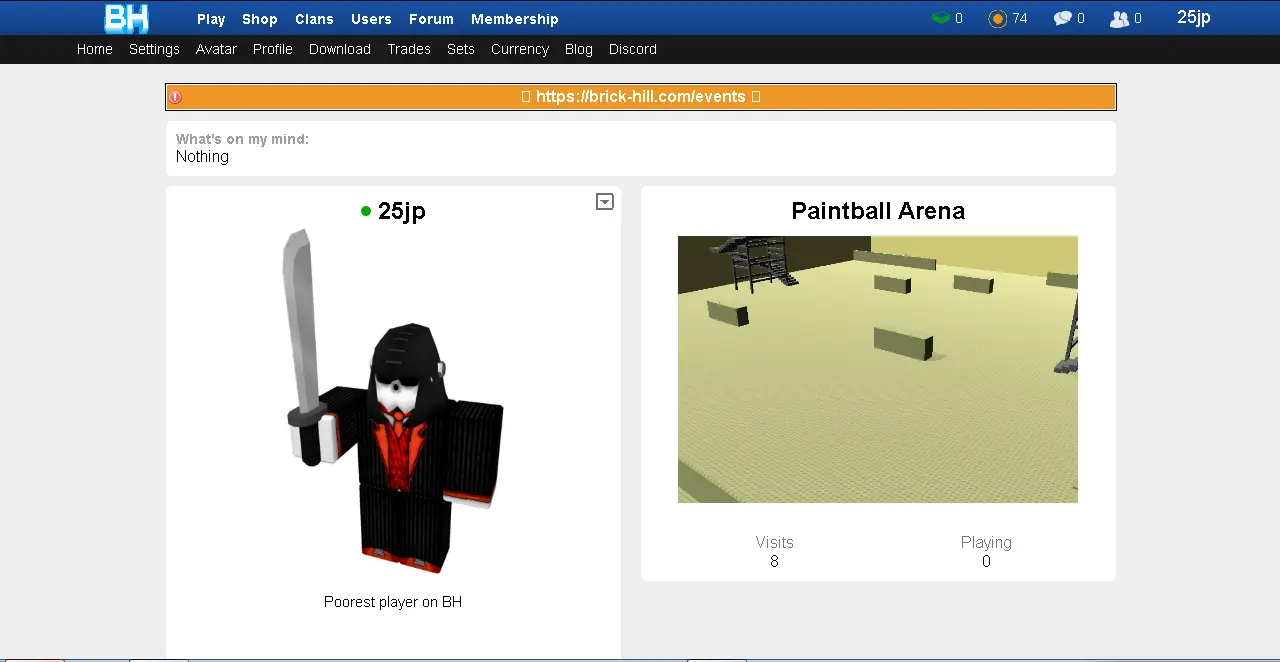 BH Play Shop Clans Users Forum Membership 0 74 0 0 25jp
Home Settings Avatar Profile Download Trades Sets Currency Blog Discord
https://brick-hill.com/events
What's on my mind:
Nothing
25jp
Poorest player on BH
Paintball Arena
Visits Playing
8 0